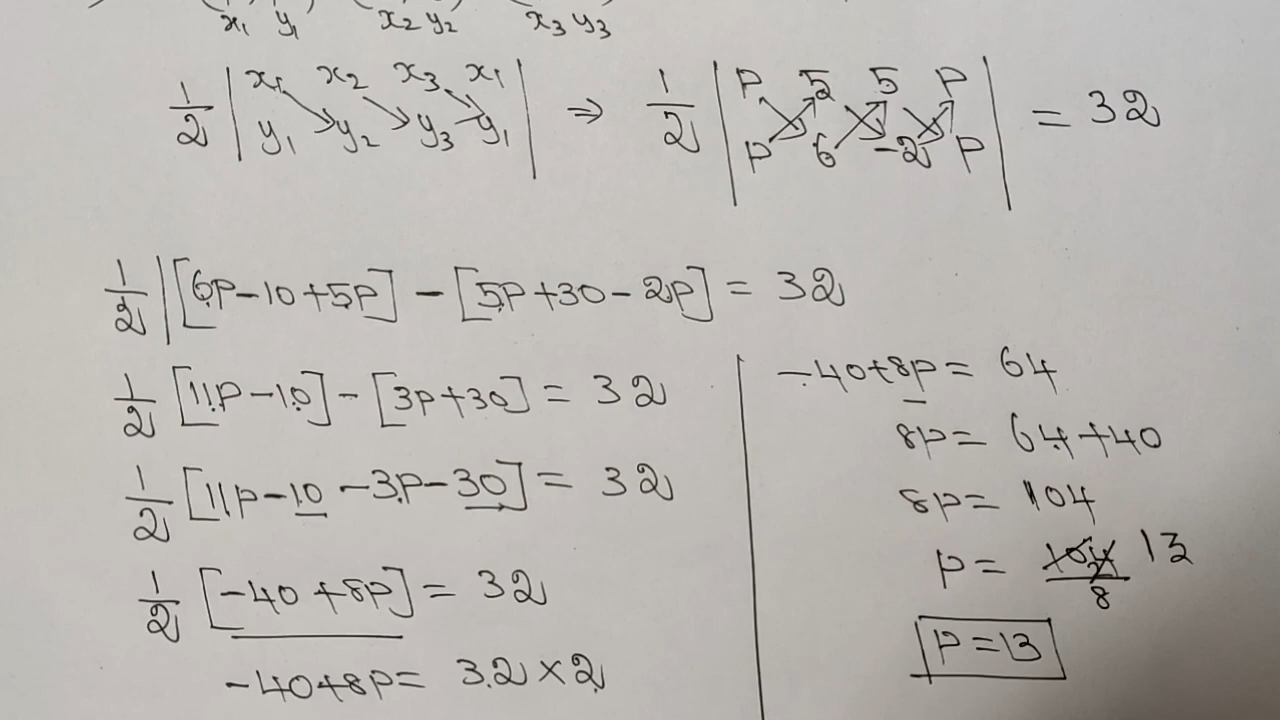 x₁ y₁ x₂ y₂ x₃ y₃
1/2 | x₁ x₂ x₃ x₁ | ⇒ 1/2 | P 5 5 P | = 32
y₁ y₂ y₃ y₁ P 6 -2 P
1/2 | [6P-10+5P] - [5P+30-2P] = 32
1/2 [11P-10] - [3P+30] = 32
1/2 [11P-10-3P-30] = 32
1/2 [-40+8P] = 32
-40+8P = 32×2
-40+8P = 64
8P = 64+40
8P = 104
P = 104/8 13
P=13